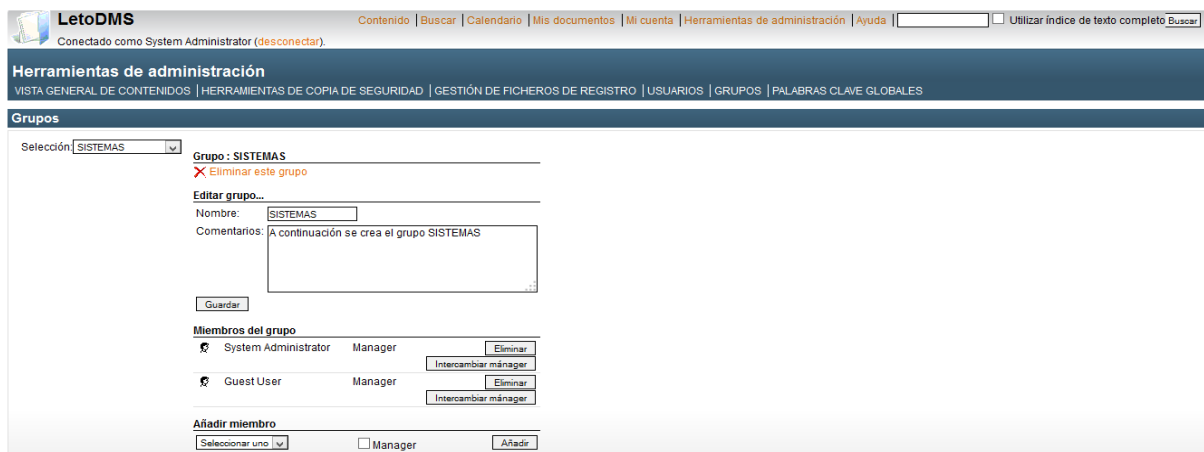 LetoDMS
Contenido | Buscar | Calendario | Mis documentos | Mi cuenta | Herramientas de administración | Ayuda | Utilizar índice de texto completo Buscar
Conectado como System Administrator (desconectar).
Herramientas de administración
VISTA GENERAL DE CONTENIDOS | HERRAMIENTAS DE COPIA DE SEGURIDAD | GESTIÓN DE FICHEROS DE REGISTRO | USUARIOS | GRUPOS | PALABRAS CLAVE GLOBALES
Grupos
Selección: SISTEMAS
Grupo : SISTEMAS
Eliminar este grupo
Editar grupo...
Nombre: SISTEMAS
Comentarios: A continuación se crea el grupo SISTEMAS
Guardar
Miembros del grupo
System Administrator Manager Eliminar
Intercambiar mánager
Guest User Manager Eliminar
Intercambiar mánager
Añadir miembro
Seleccionar uno Manager Añadir